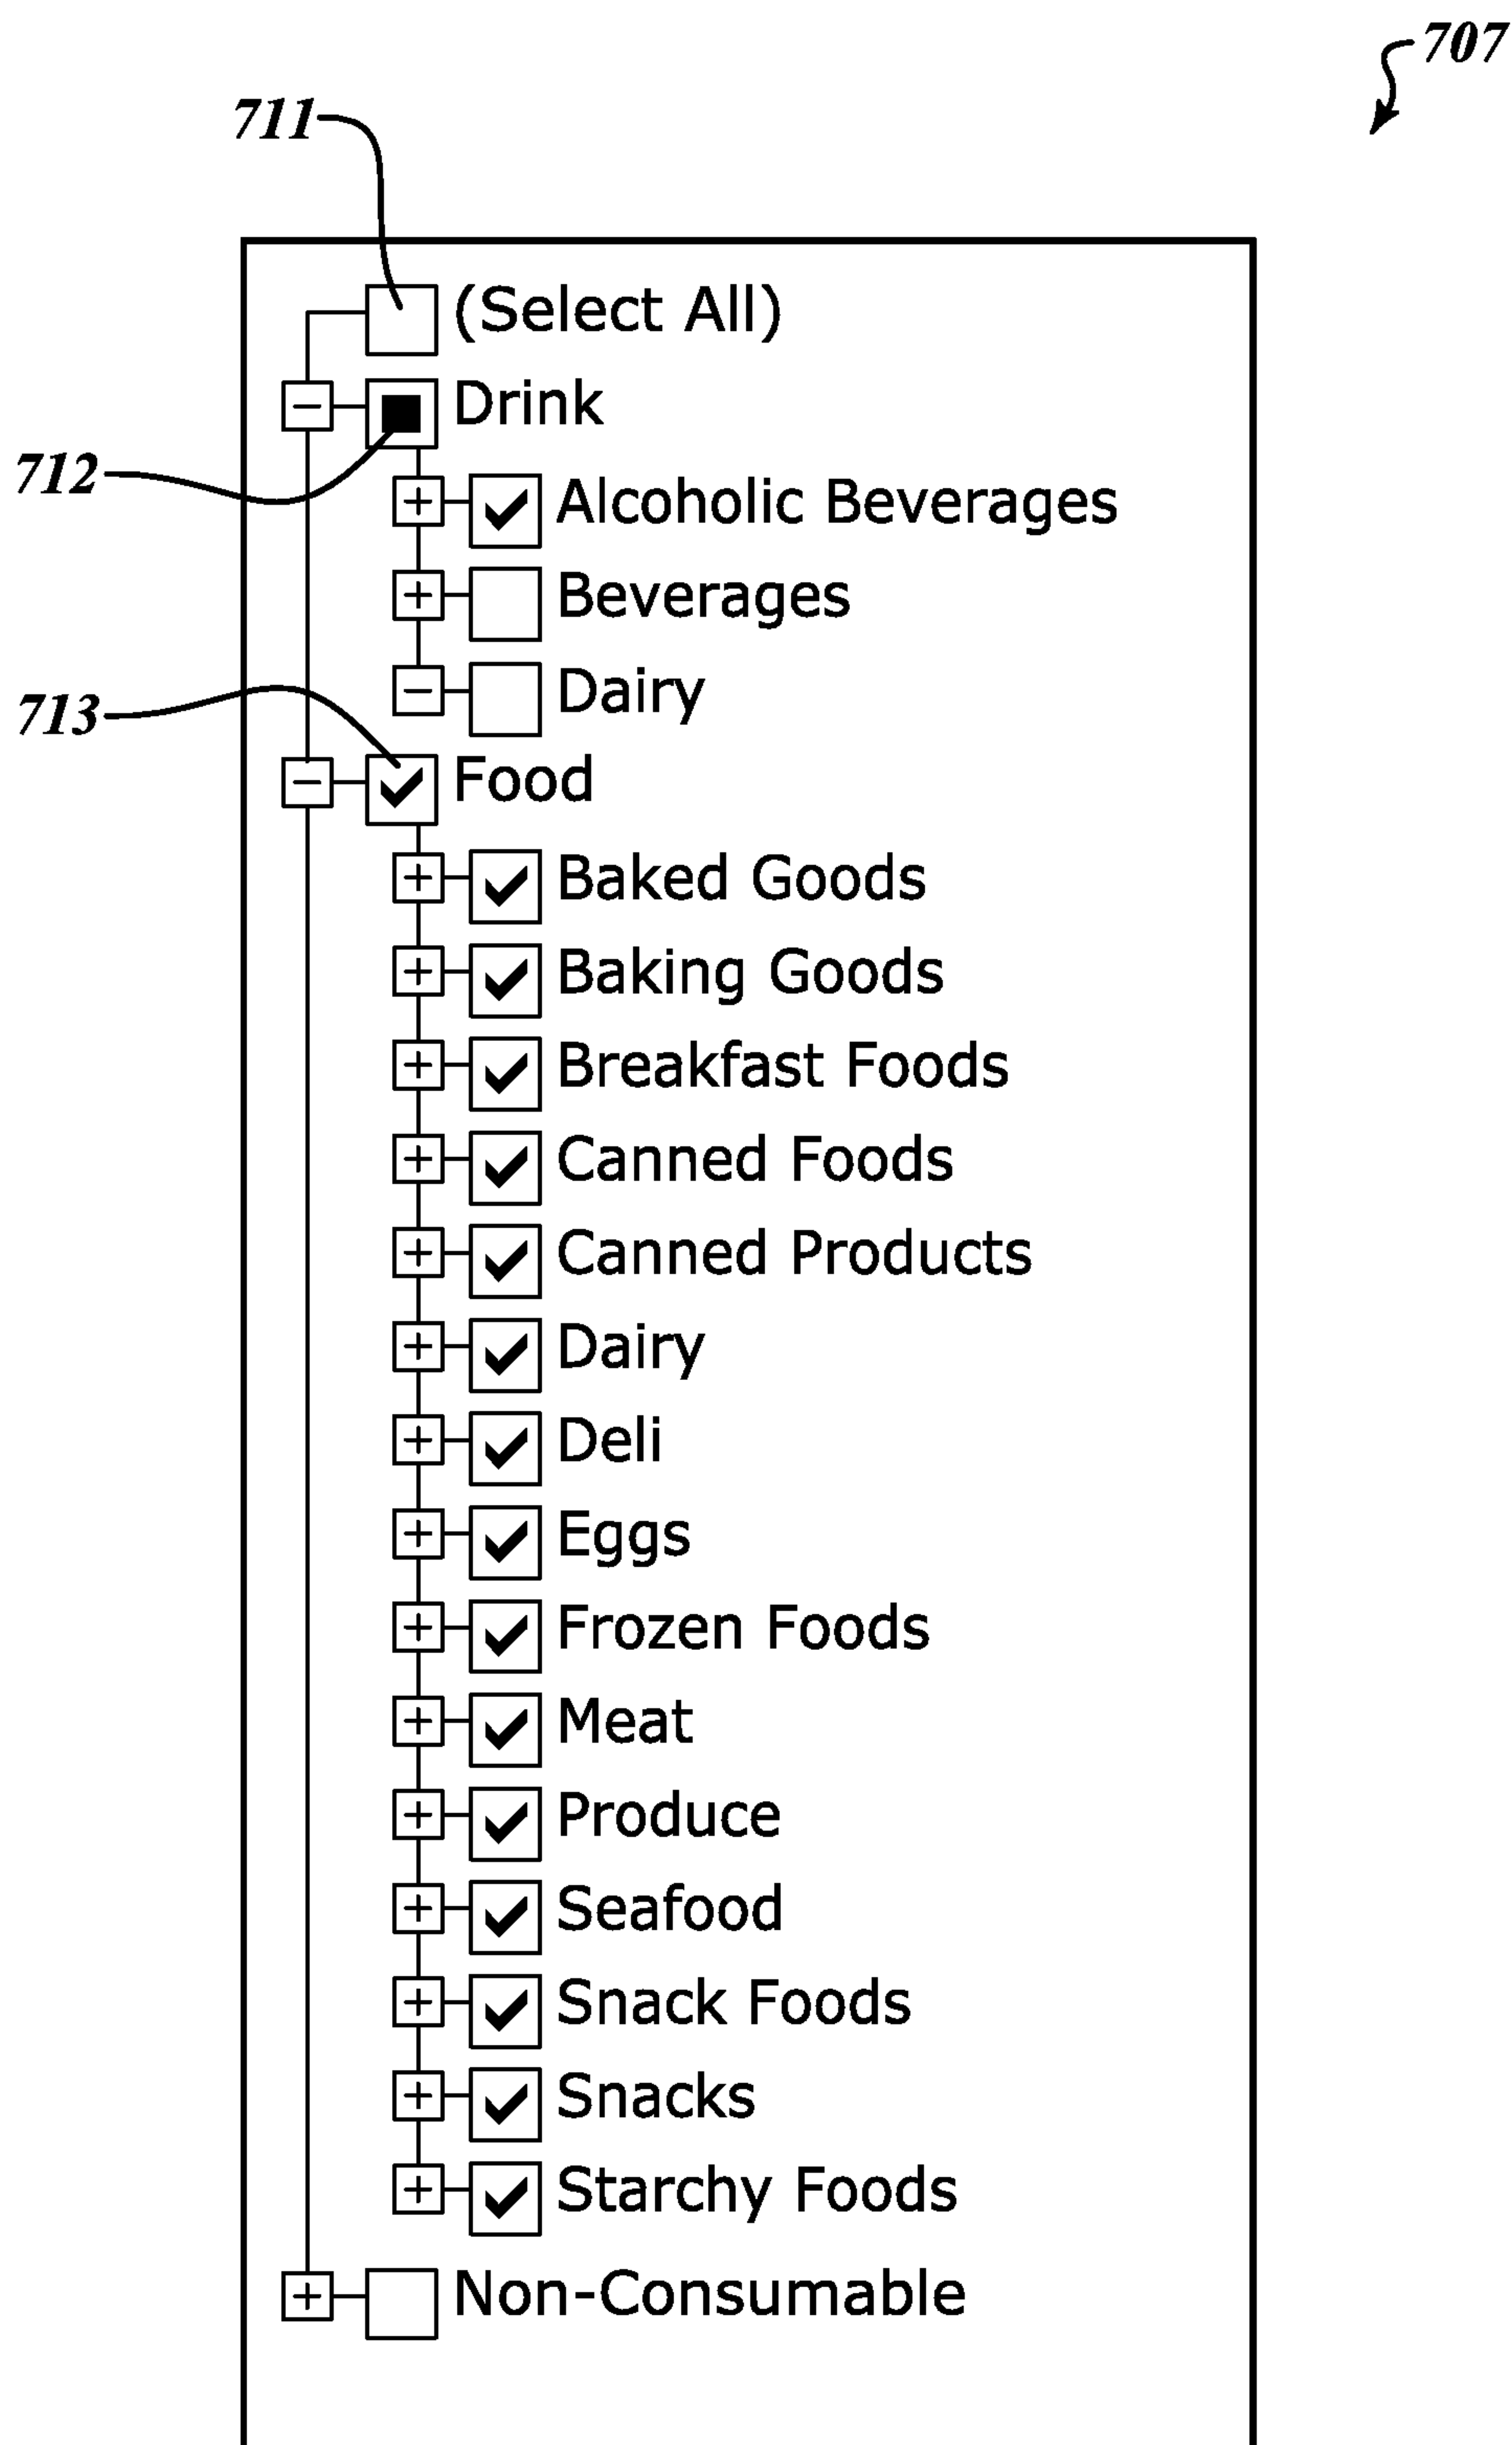 707
711
(Select All)
Drink
712
Alcoholic Beverages
Beverages
Dairy
713
Food
Baked Goods
Baking Goods
Breakfast Foods
Canned Foods
Canned Products
Dairy
Deli
Eggs
Frozen Foods
Meat
Produce
Seafood
Snack Foods
Snacks
Starchy Foods
Non-Consumable